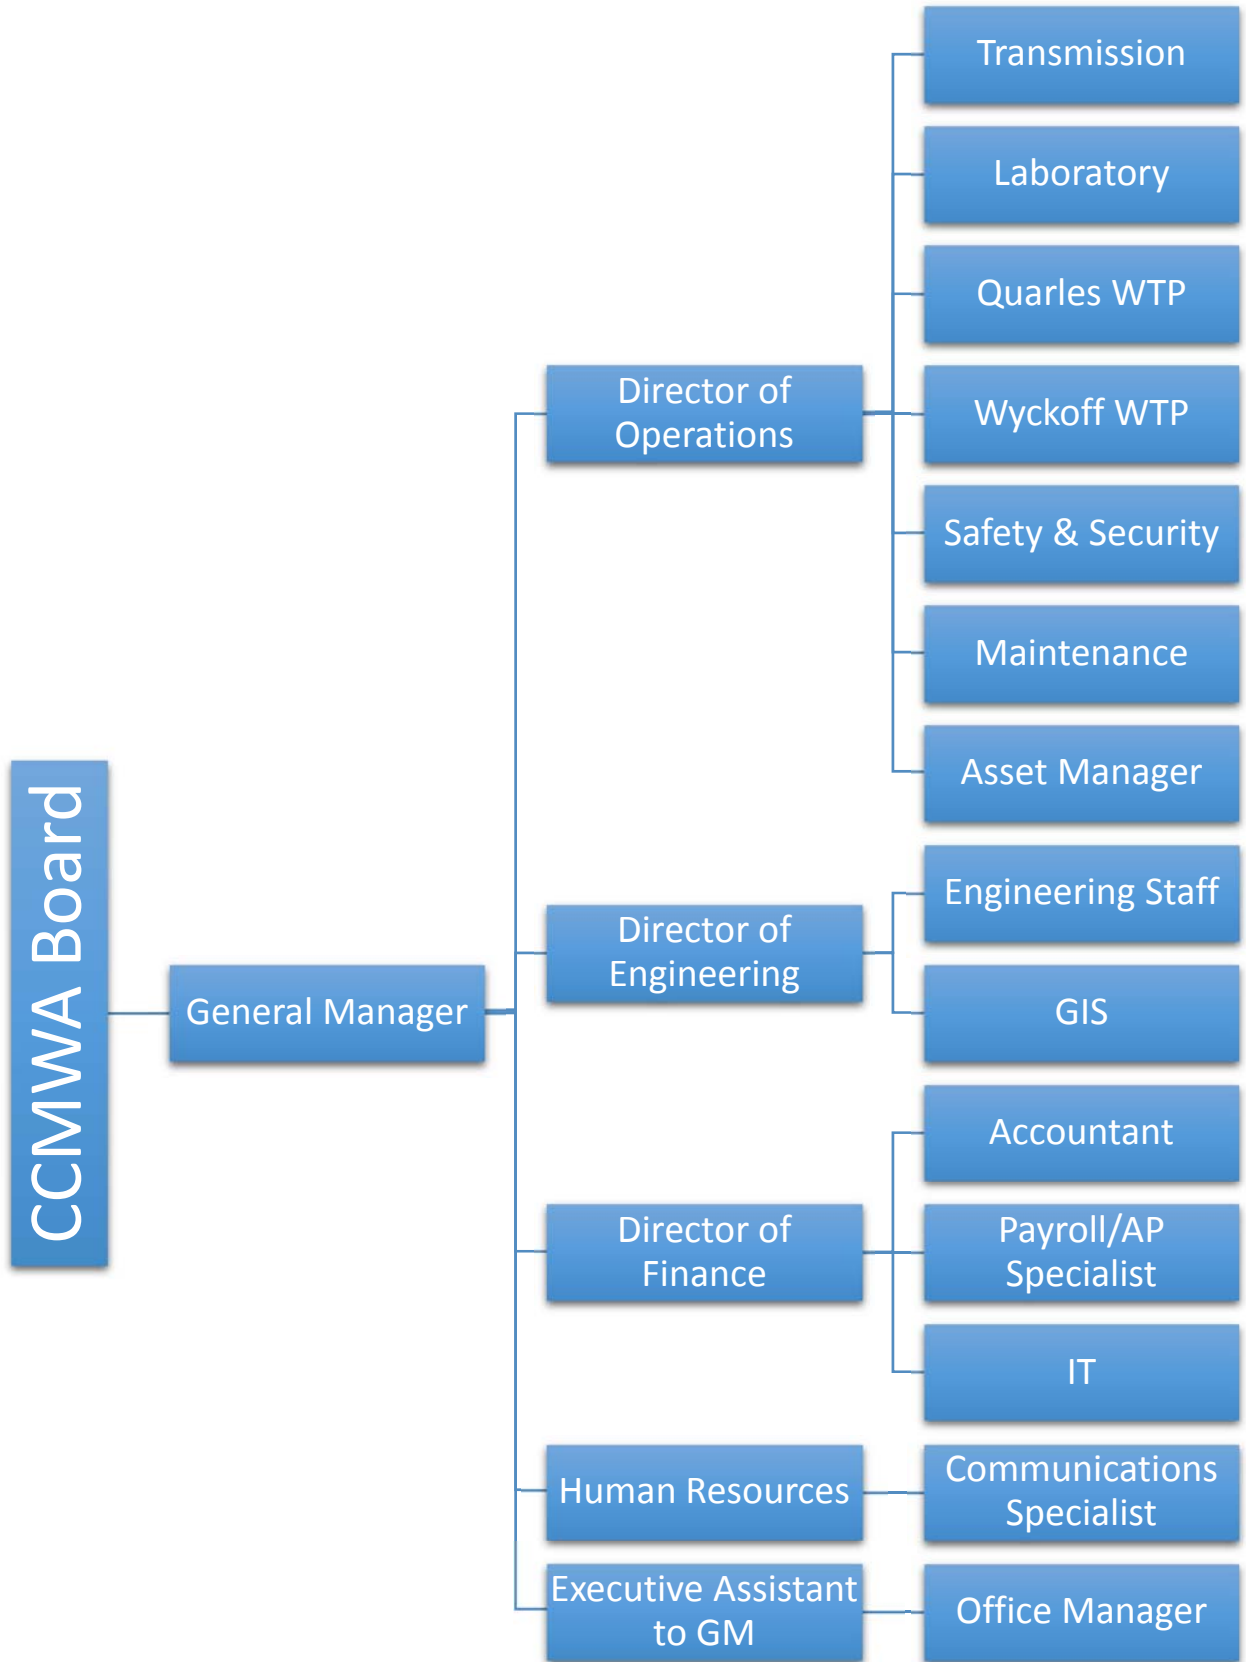 CCMWA Board
General Manager
Director of
Operations
Transmission
Laboratory
Quarles WTP
Wyckoff WTP
Safety & Security
Maintenance
Asset Manager
Director of
Engineering
Engineering Staff
GIS
Director of
Finance
Accountant
Payroll/AP
Specialist
IT
Human Resources
Communications
Specialist
Executive Assistant
to GM
Office Manager